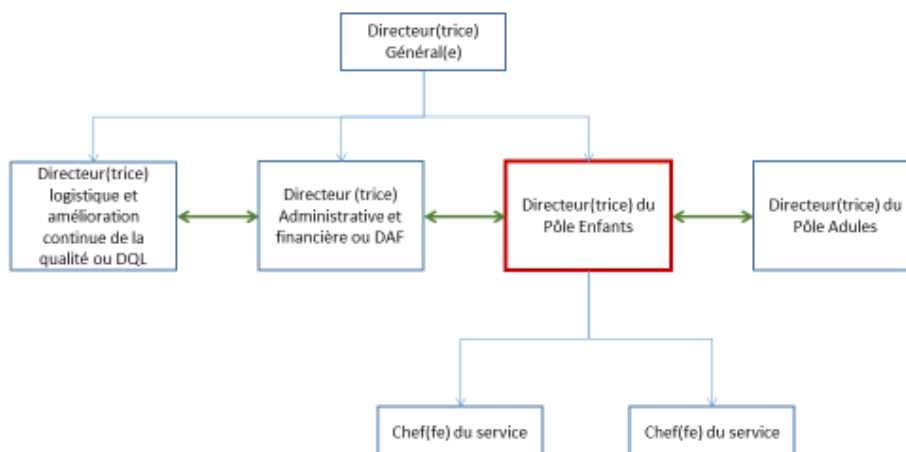 Directeur(trice)
Général(e)
Directeur(trice)
logistique et
amélioration
continue de la
qualité ou DQL
Directeur (trice)
Administrative et
financière ou DAF
Directeur(trice) du
Pôle Enfants
Directeur(trice) du
Pôle Adules
Chef(fe) du service
Chef(fe) du service